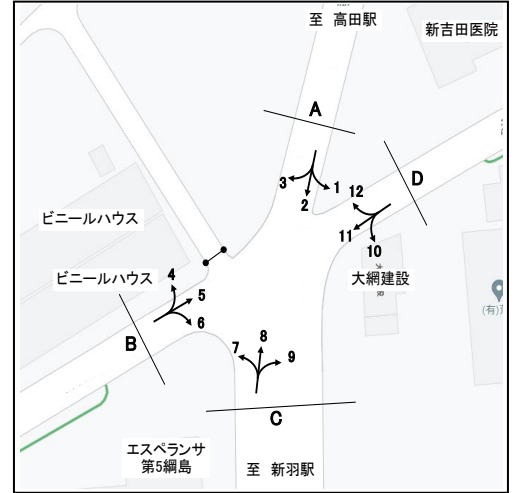 至 高田駅
新吉田医院
A
D
3
1
2
12
11
10
ビニールハウス
ビニールハウス
大網建設
4
5
6
(有)
B
7
8
9
C
エスペランサ
第5綱島
至 新羽駅